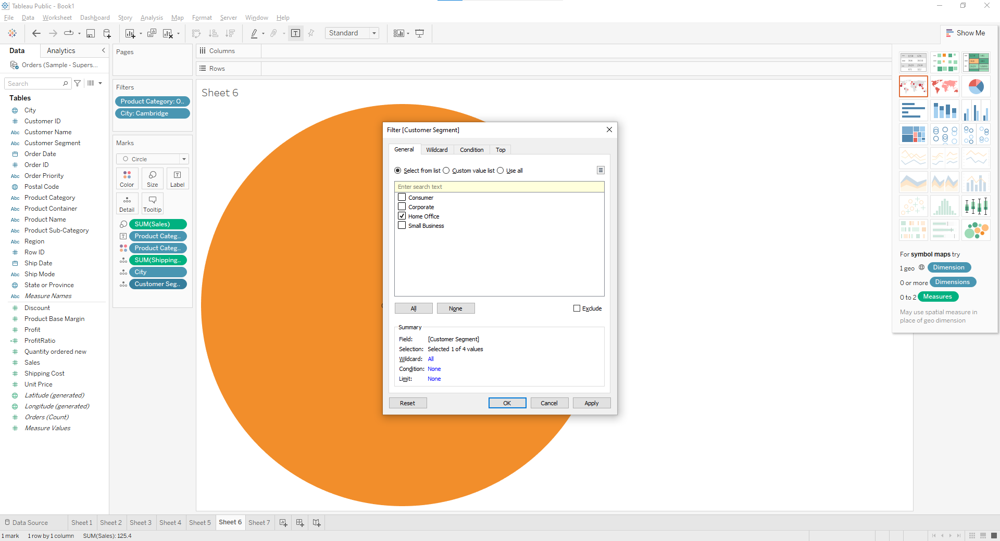 Tableau Public - Book1
File Data Worksheet Dashboard Story Analysis Map Format Server Window Help
Standard
Show Me
Data Analytics
Orders (Sample - Supers...
Search
Tables
City
Customer ID
Abc Customer Name
Abc Customer Segment
Order Date
Order ID
Abc Order Priority
Postal Code
Abc Product Category
Abc Product Container
Abc Product Name
Abc Product Sub-Category
Abc Region
Row ID
Ship Date
Abc Ship Mode
State or Province
Abc Measure Names
Discount
Product Base Margin
Profit
ProfitRatio
Quantity ordered new
Sales
Shipping Cost
Unit Price
Latitude (generated)
Longitude (generated)
Orders (Count)
Measure Values
Pages
Filters
Product Category: O..
City: Cambridge
Marks
Circle
Color Size Label
Detail Tooltip
SUM(Sales)
Product Categ..
Product Categ..
SUM(Shipping..
City
Customer Seg..
Columns
Rows
Sheet 6
Filter [Customer Segment]
General Wildcard Condition Top
Select from list Custom value list Use all
Enter search text
Consumer
Corporate
Home Office
Small Business
All None Exclude
Summary
Field: [Customer Segment]
Selection: Selected 1 of 4 values
Wildcard: All
Condition: None
Limit: None
Reset OK Cancel Apply
For symbol maps try
1 geo Dimension
0 or more Dimensions
0 to 2 Measures
May use spatial measure in
place of geo dimension
Data Source Sheet 1 Sheet 2 Sheet 3 Sheet 4 Sheet 5 Sheet 6 Sheet 7
1 mark 1 row by 1 column SUM(Sales): 125.4